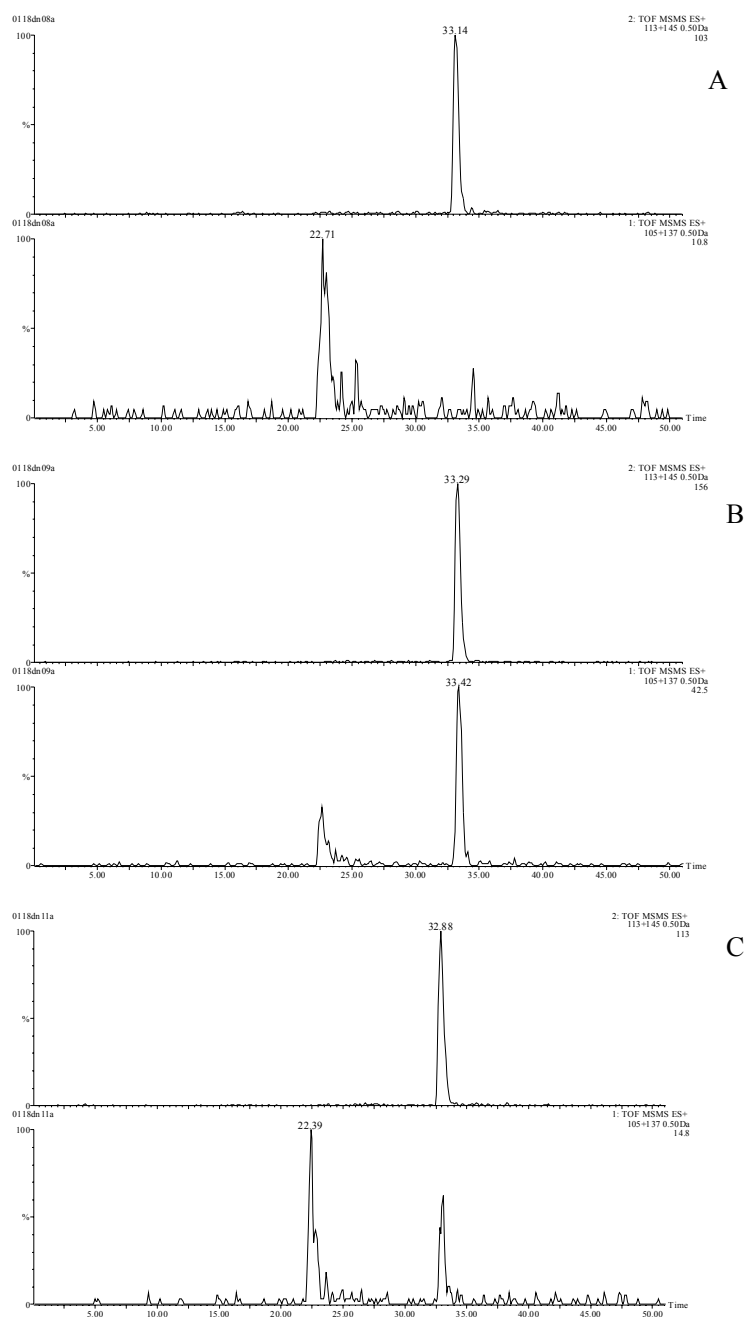 0118dn08a
2: TOF MSMS ES+
113+145 0.50Da
103
33.14
A
100
%
0
0118dn08a
1: TOF MSMS ES+
105+137 0.50Da
10.8
22.71
100
%
0
Time
5.00 10.00 15.00 20.00 25.00 30.00 35.00 40.00 45.00 50.00
0118dn09a
2: TOF MSMS ES+
113+145 0.50Da
156
33.29
B
100
%
0
0118dn09a
1: TOF MSMS ES+
105+137 0.50Da
42.5
33.42
100
%
0
Time
5.00 10.00 15.00 20.00 25.00 30.00 35.00 40.00 45.00 50.00
0118dn11a
2: TOF MSMS ES+
113+145 0.50Da
113
32.88
C
100
%
0
0118dn11a
1: TOF MSMS ES+
105+137 0.50Da
14.8
22.39
100
%
0
Time
5.00 10.00 15.00 20.00 25.00 30.00 35.00 40.00 45.00 50.00